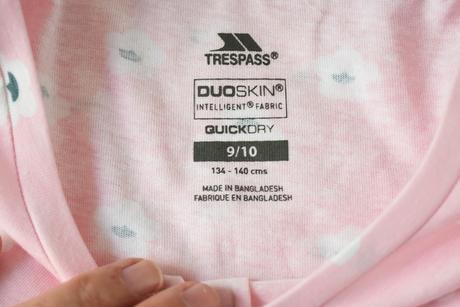 TRESPASS®
DUOSKIN®
INTELLIGENT® FABRIC
QUICKDRY
9/10
134 - 140 cms
MADE IN BANGLADESH
FABRIQUE EN BANGLADESH